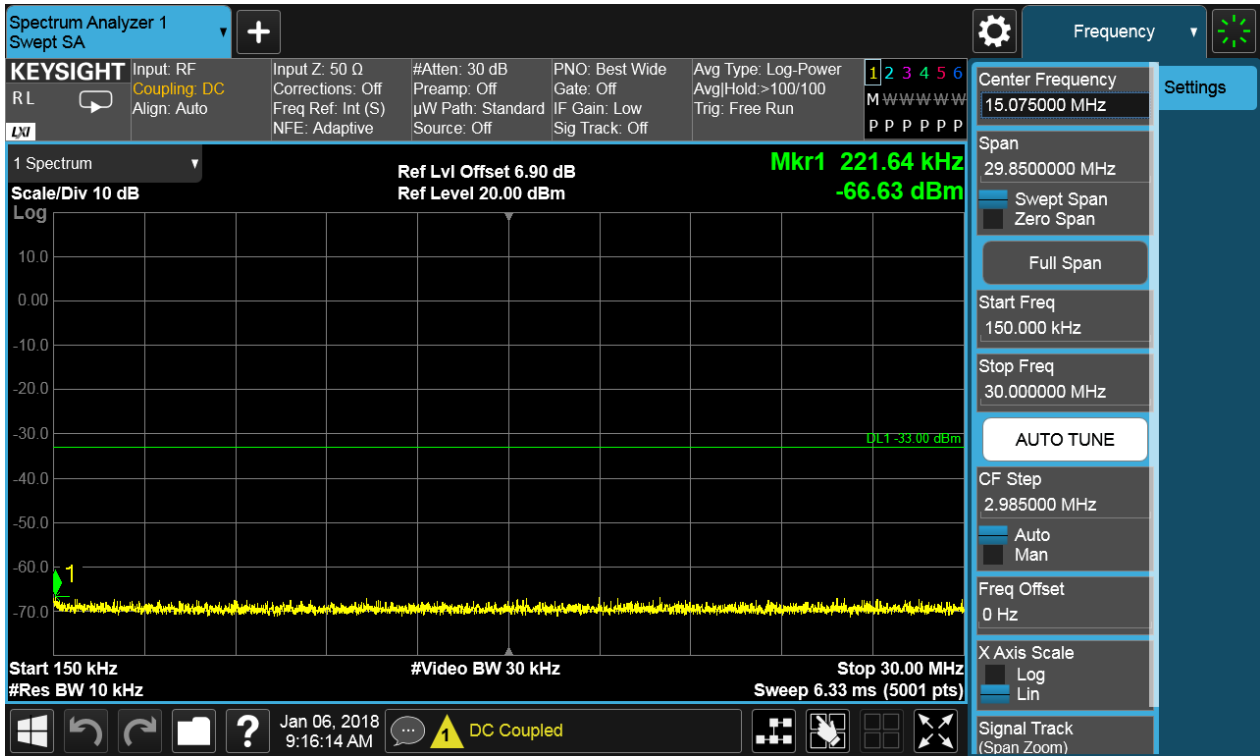 Spectrum Analyzer 1
Swept SA
Frequency
KEYSIGHT
R L
LXI
Input: RF
Coupling: DC
Align: Auto
Input Z: 50 Ω
Corrections: Off
Freq Ref: Int (S)
NFE: Adaptive
#Atten: 30 dB
Preamp: Off
µW Path: Standard
Source: Off
PNO: Best Wide
Gate: Off
IF Gain: Low
Sig Track: Off
Avg Type: Log-Power
Avg|Hold:>100/100
Trig: Free Run
1 2 3 4 5 6
M W W W W W
P P P P P P
Center Frequency
15.075000 MHz
Settings
Span
29.8500000 MHz
Swept Span
Zero Span
Full Span
Start Freq
150.000 kHz
Stop Freq
30.000000 MHz
AUTO TUNE
CF Step
2.985000 MHz
Auto
Man
Freq Offset
0 Hz
X Axis Scale
Log
Lin
Signal Track
(Span Zoom)
1 Spectrum
Scale/Div 10 dB
Log
Ref Lvl Offset 6.90 dB
Ref Level 20.00 dBm
Mkr1 221.64 kHz
-66.63 dBm
10.0
0.00
-10.0
-20.0
-30.0
DL1 -33.00 dBm
-40.0
-50.0
-60.0
1
-70.0
Start 150 kHz
#Video BW 30 kHz
Stop 30.00 MHz
#Res BW 10 kHz
Sweep 6.33 ms (5001 pts)
?
Jan 06, 2018
9:16:14 AM
1
DC Coupled